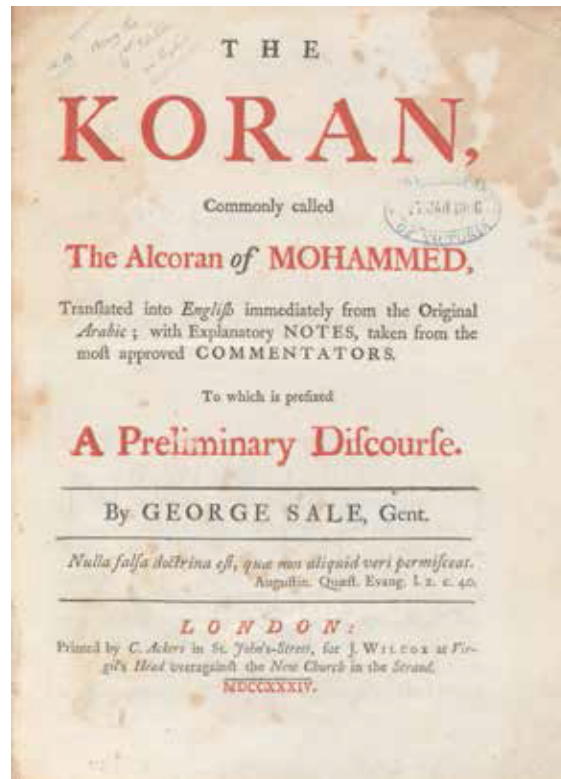 THE
KORAN,
Commonly called
The Alcoran of MOHAMMED,
Tranſlated into Engliſh immediately from the Original
Arabic ; with Explanatory NOTES, taken from the
moſt approved COMMENTATORS.
To which is prefixed
A Preliminary Diſcourſe.
By GEORGE SALE, Gent.
Nulla falſa doctrina eſt, quæ non aliquid veri permiſceat.
Auguſtin. Quæſt. Evang. l. 2. c. 40.
LONDON:
Printed by C. Ackers in St. John's-Street, for J. WILCOX at Vir-
gil's Head overagainſt the New Church in the Strand.
MDCCXXXIV.
OF VICTORIA